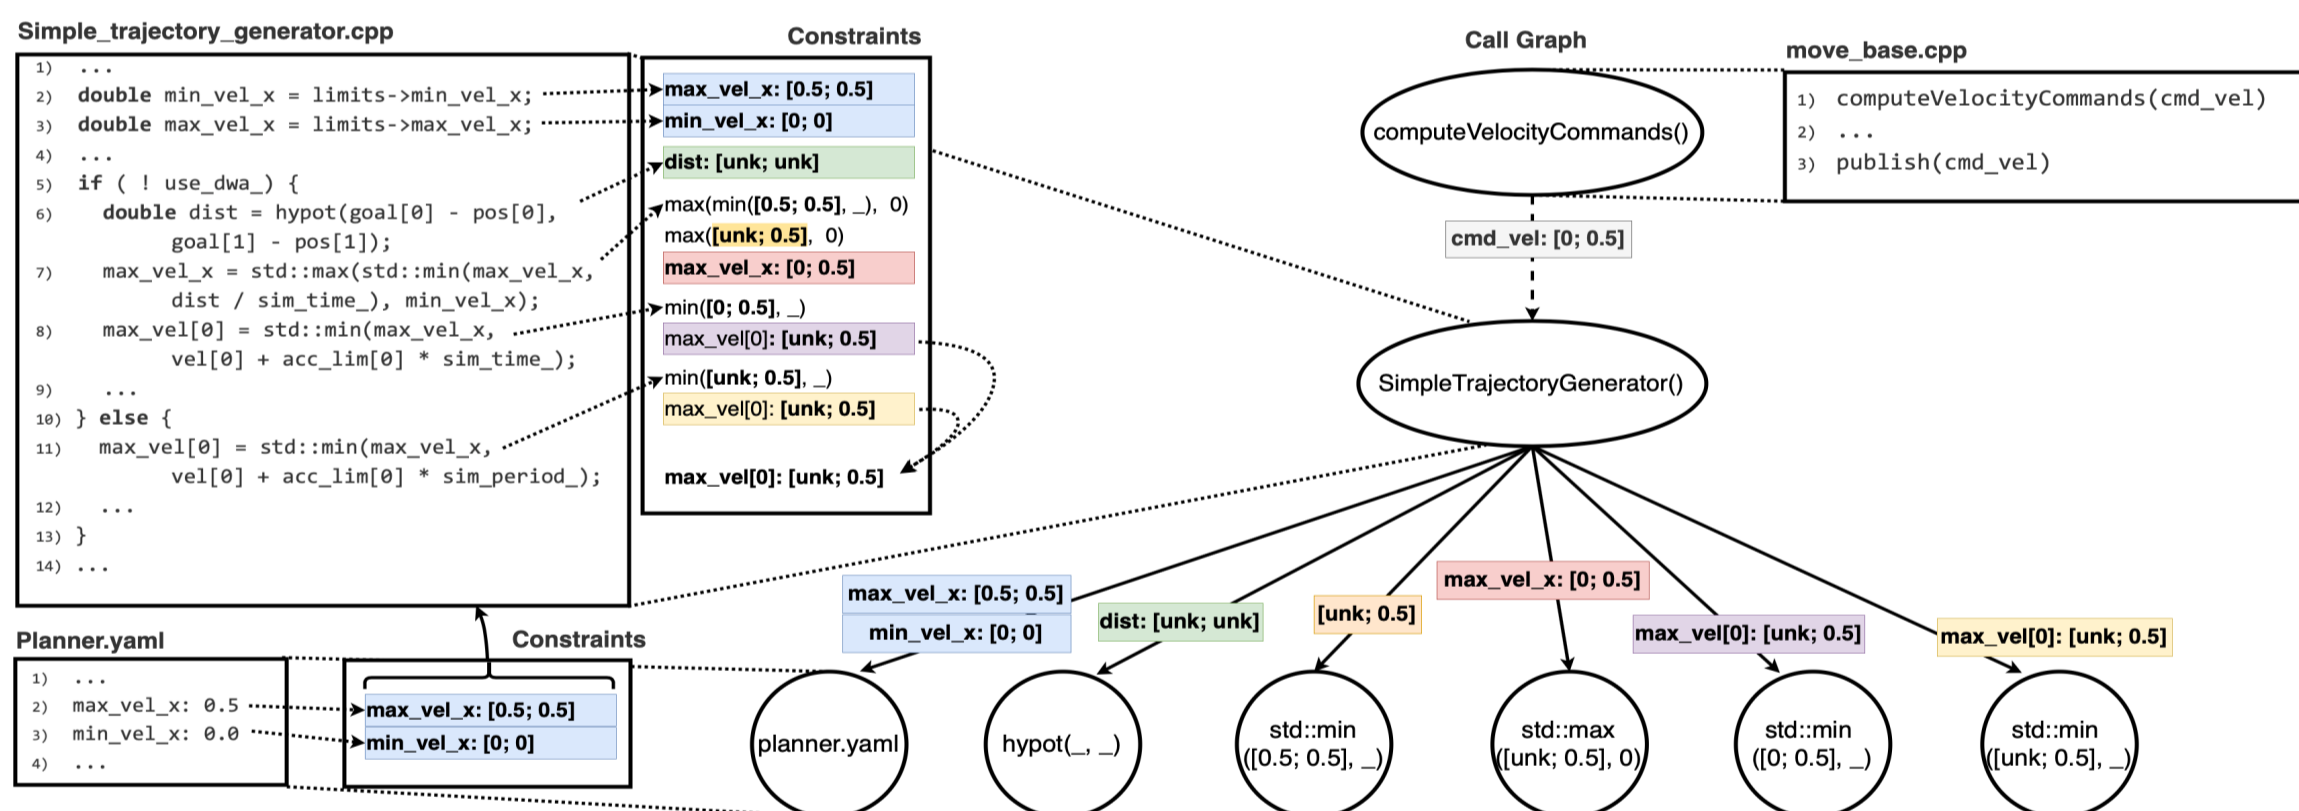 Simple_trajectory_generator.cpp
1) ...
2) double min_vel_x = limits->min_vel_x;
3) double max_vel_x = limits->max_vel_x;
4) ...
5) if ( ! use_dwa_) {
6) double dist = hypot(goal[0] - pos[0],
goal[1] - pos[1]);
7) max_vel_x = std::max(std::min(max_vel_x,
dist / sim_time_), min_vel_x);
8) max_vel[0] = std::min(max_vel_x,
vel[0] + acc_lim[0] * sim_time_);
9) ...
10) } else {
11) max_vel[0] = std::min(max_vel_x,
vel[0] + acc_lim[0] * sim_period_);
12) ...
13) }
14) ...
Constraints
max_vel_x: [0.5; 0.5]
min_vel_x: [0; 0]
dist: [unk; unk]
max(min([0.5; 0.5], _), 0)
max([unk; 0.5], 0)
max_vel_x: [0; 0.5]
min([0; 0.5], _)
max_vel[0]: [unk; 0.5]
min([unk; 0.5], _)
max_vel[0]: [unk; 0.5]
max_vel[0]: [unk; 0.5]
Call Graph
computeVelocityCommands()
cmd_vel: [0; 0.5]
SimpleTrajectoryGenerator()
move_base.cpp
1) computeVelocityCommands(cmd_vel)
2) ...
3) publish(cmd_vel)
Planner.yaml
1) ...
2) max_vel_x: 0.5
3) min_vel_x: 0.0
4) ...
Constraints
max_vel_x: [0.5; 0.5]
min_vel_x: [0; 0]
max_vel_x: [0.5; 0.5]
min_vel_x: [0; 0]
dist: [unk; unk]
[unk; 0.5]
max_vel_x: [0; 0.5]
max_vel[0]: [unk; 0.5]
max_vel[0]: [unk; 0.5]
planner.yaml
hypot(_, _)
std::min
([0.5; 0.5], _)
std::max
([unk; 0.5], 0)
std::min
([0; 0.5], _)
std::min
([unk; 0.5], _)